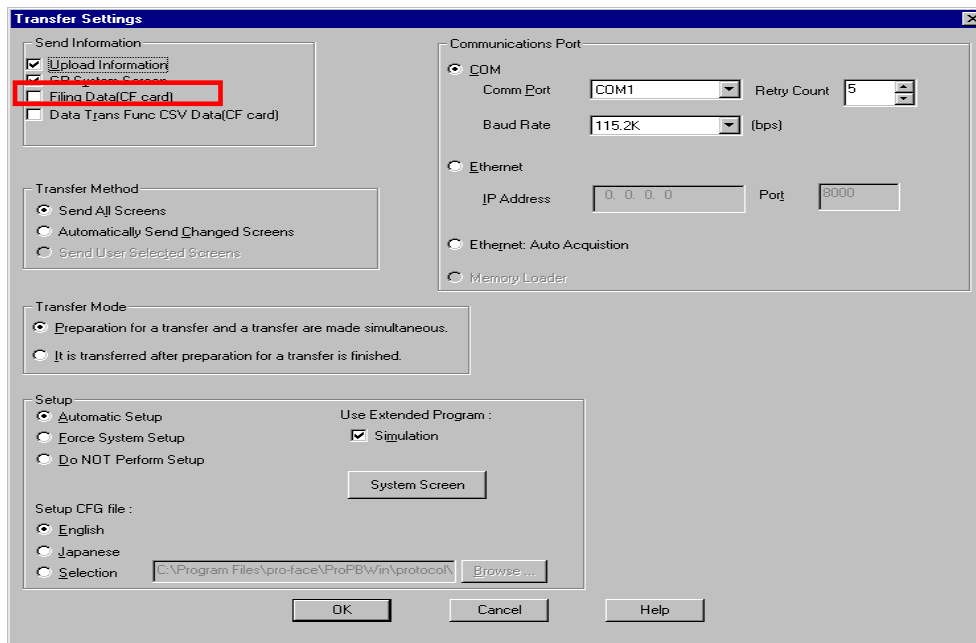 Transfer Settings
Send Information
Upload Information
GP System Screen
Filing Data(CF card)
Data Trans Func CSV Data(CF card)
Transfer Method
Send All Screens
Automatically Send Changed Screens
Send User Selected Screens
Transfer Mode
Preparation for a transfer and a transfer are made simultaneous.
It is transferred after preparation for a transfer is finished.
Setup
Automatic Setup
Force System Setup
Do NOT Perform Setup
Use Extended Program :
Simulation
System Screen
Setup CFG file :
English
Japanese
Selection
C:\Program Files\pro-face\ProPBWin\protocol\
Browse ...
Communications Port
COM
Comm Port
COM1
Retry Count
5
Baud Rate
115.2K
(bps)
Ethernet
IP Address
0. 0. 0. 0
Port
8000
Ethernet: Auto Acquistion
Memory Loader
OK
Cancel
Help